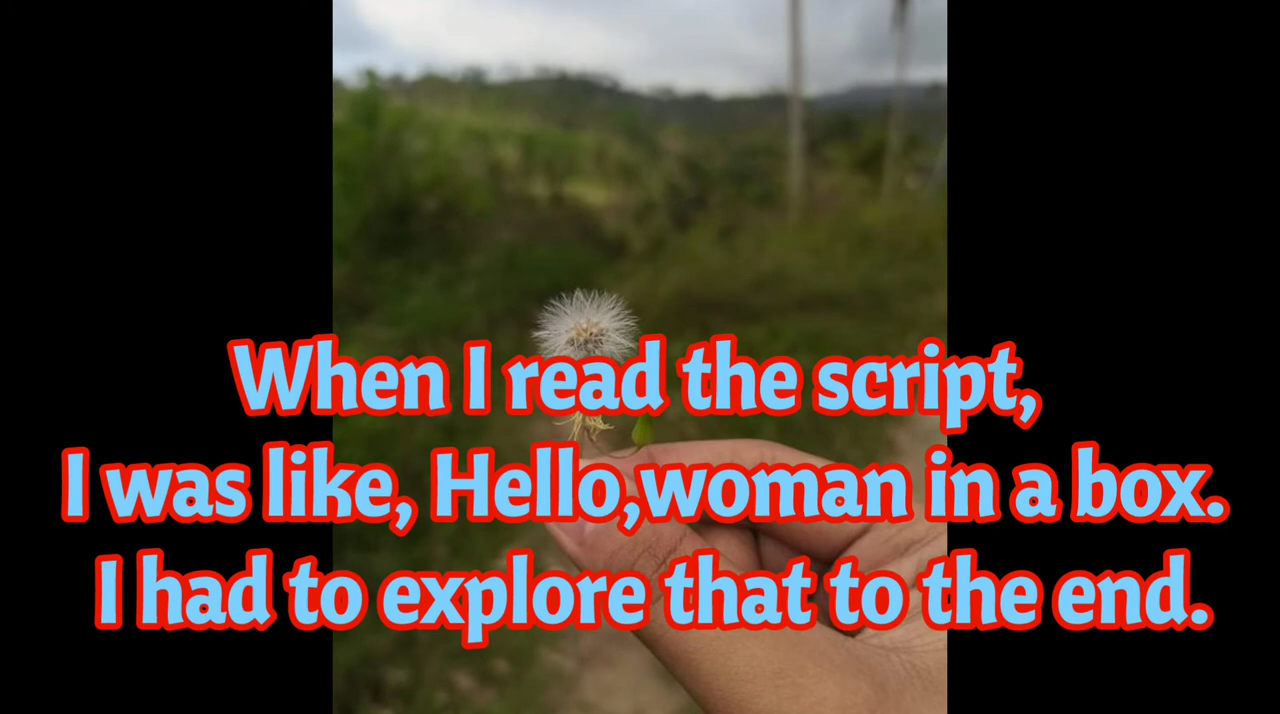 When I read the script,
I was like, Hello,woman in a box.
I had to explore that to the end.